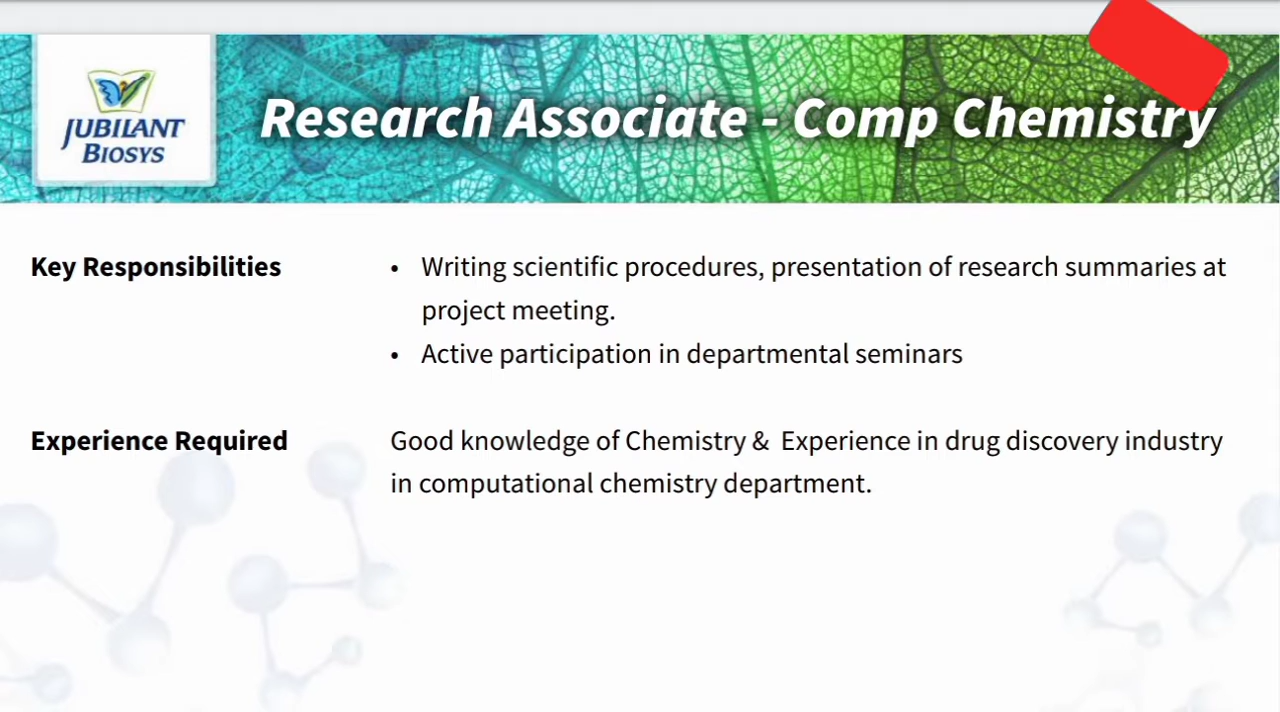 JUBILANT
BIOSYS
Research Associate - Comp Chemistry
Key Responsibilities
• Writing scientific procedures, presentation of research summaries at
project meeting.
• Active participation in departmental seminars
Experience Required
Good knowledge of Chemistry & Experience in drug discovery industry
in computational chemistry department.